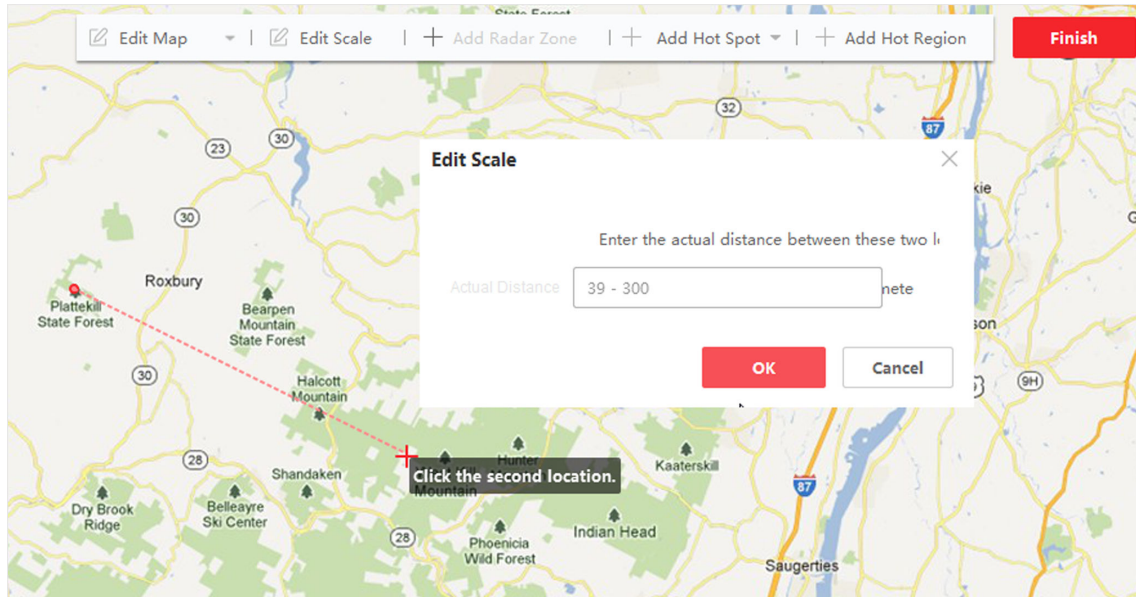 State Forest
Edit Map
Edit Scale
Add Radar Zone
Add Hot Spot
Add Hot Region
Finish
32
87
30
23
Edit Scale
kie
30
Enter the actual distance between these two
Roxbury
Actual Distance
39 - 300
mete
Plattekill
State Forest
Bearpen
Mountain
State Forest
son
OK
Cancel
30
Halcott
Mountain
9H
28
Shandaken
Hunter
Click the second location.
Mountain
Kaaterskill
87
Dry Brook
Ridge
Belleayre
Ski Center
28
Phoenicia
Wild Forest
Indian Head
Saugerties